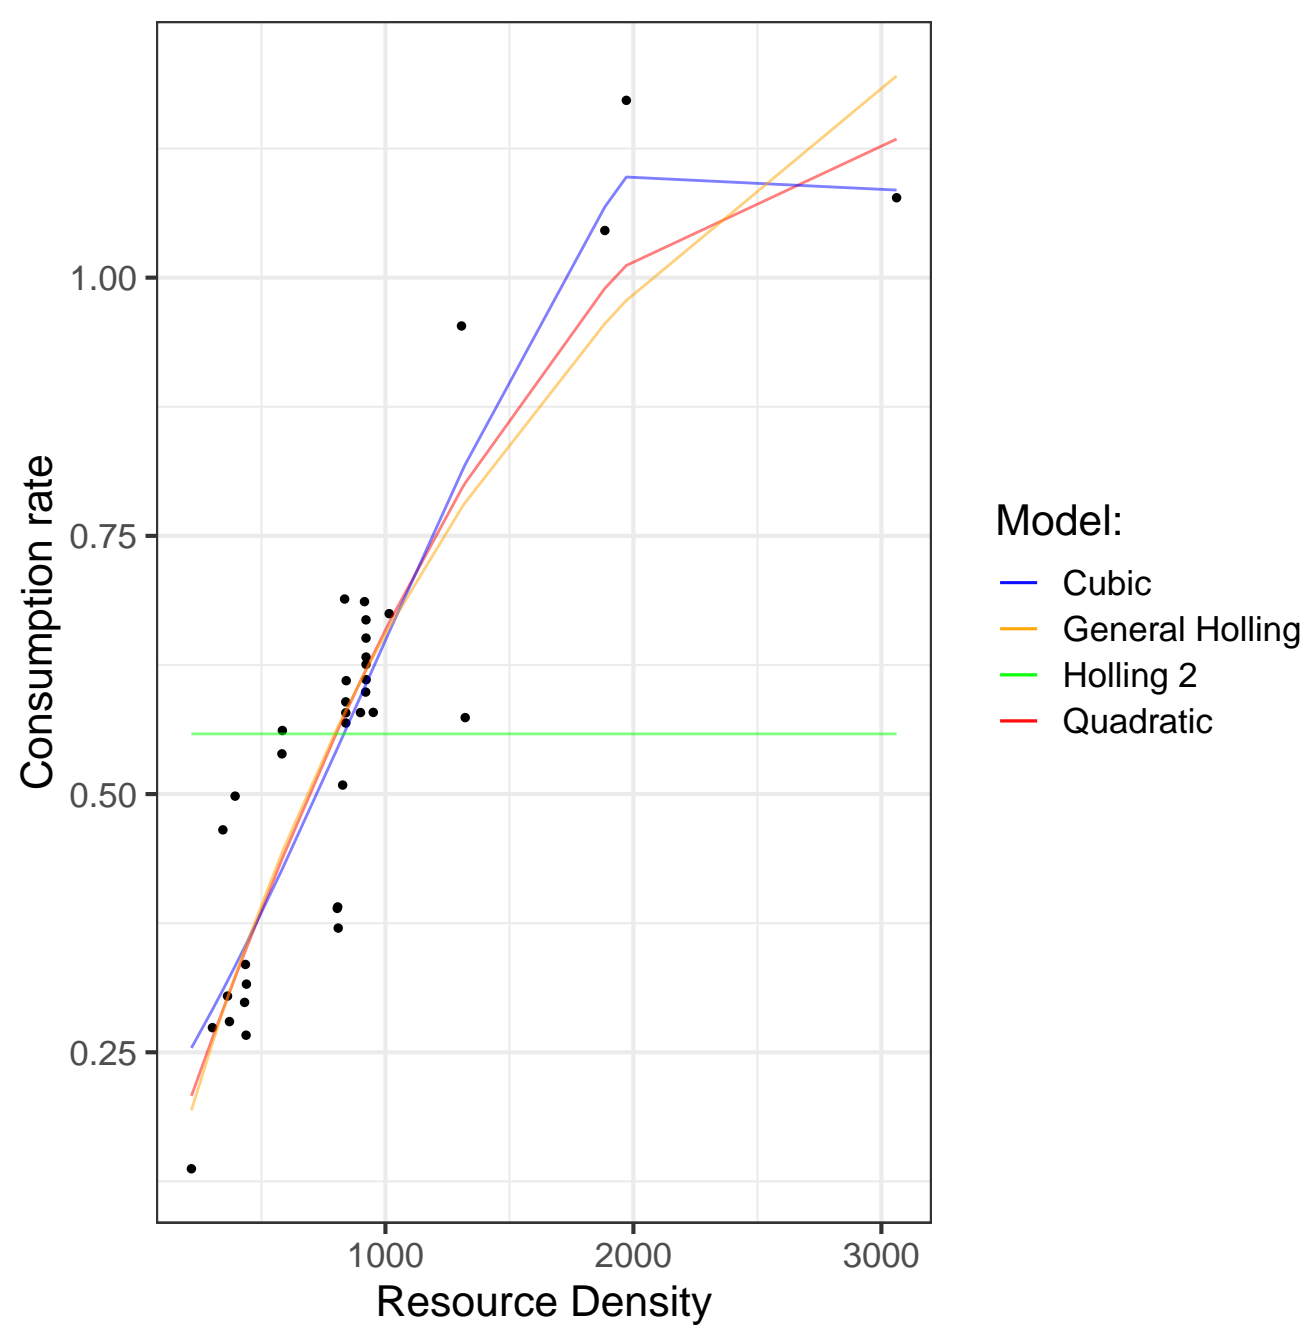 1.00
0.75
0.50
0.25
Consumption rate
1000 2000 3000
Resource Density
Model:
Cubic
General Holling
Holling 2
Quadratic